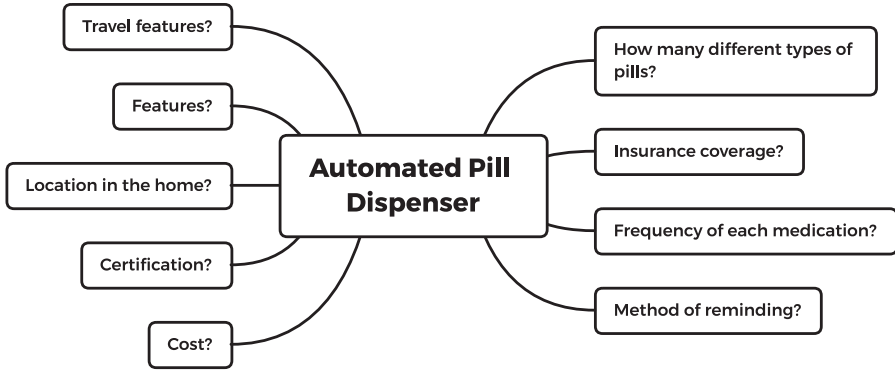 Travel features?
Features?
Location in the home?
Certification?
Cost?
Automated Pill
Dispenser
How many different types of
pills?
Insurance coverage?
Frequency of each medication?
Method of reminding?